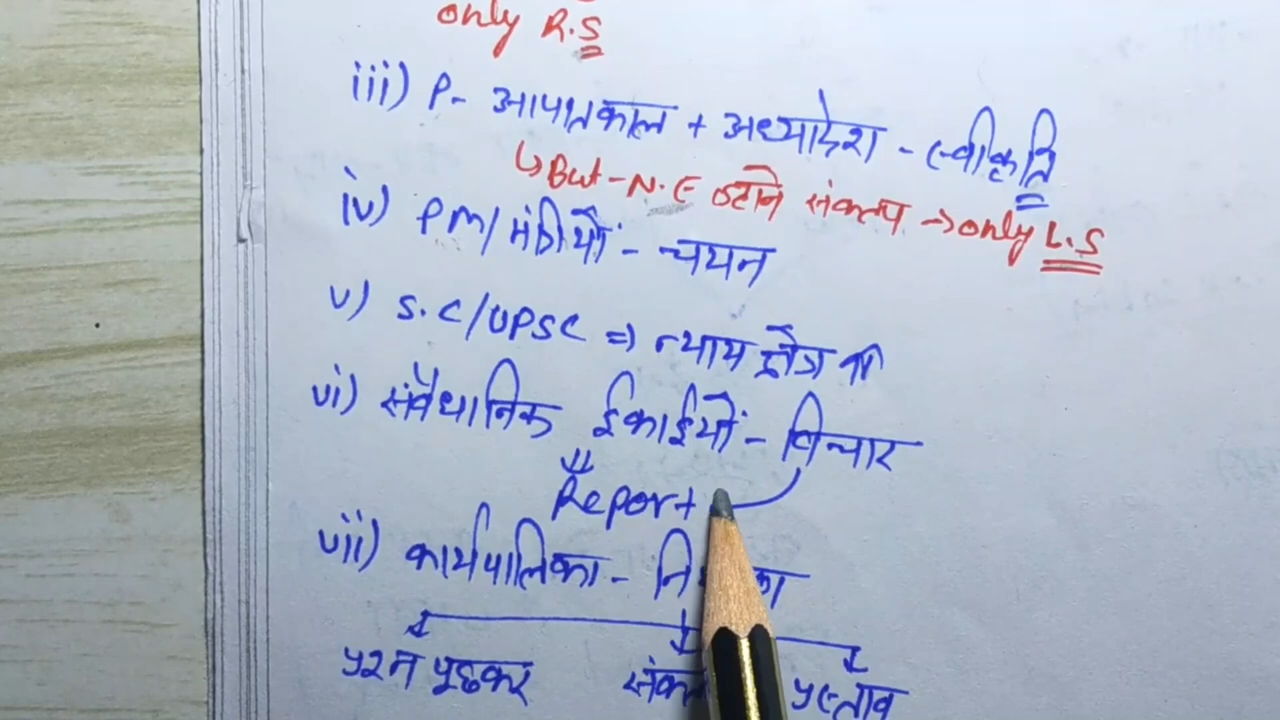 only R.S
iii) P- आपातकाल + अध्यादेश - स्वीकृति
↳But - N.E हटाने संकल्प → only L.S
iv) PM/मंत्रीयों - चयन
v) S.C/UPSC ⇒ न्याय क्षेत्र
vi) संवैधानिक ईकाईयों - विचार
Report
vii) कार्यपालिका -
प्रश्न पूछकर प्रस्ताव